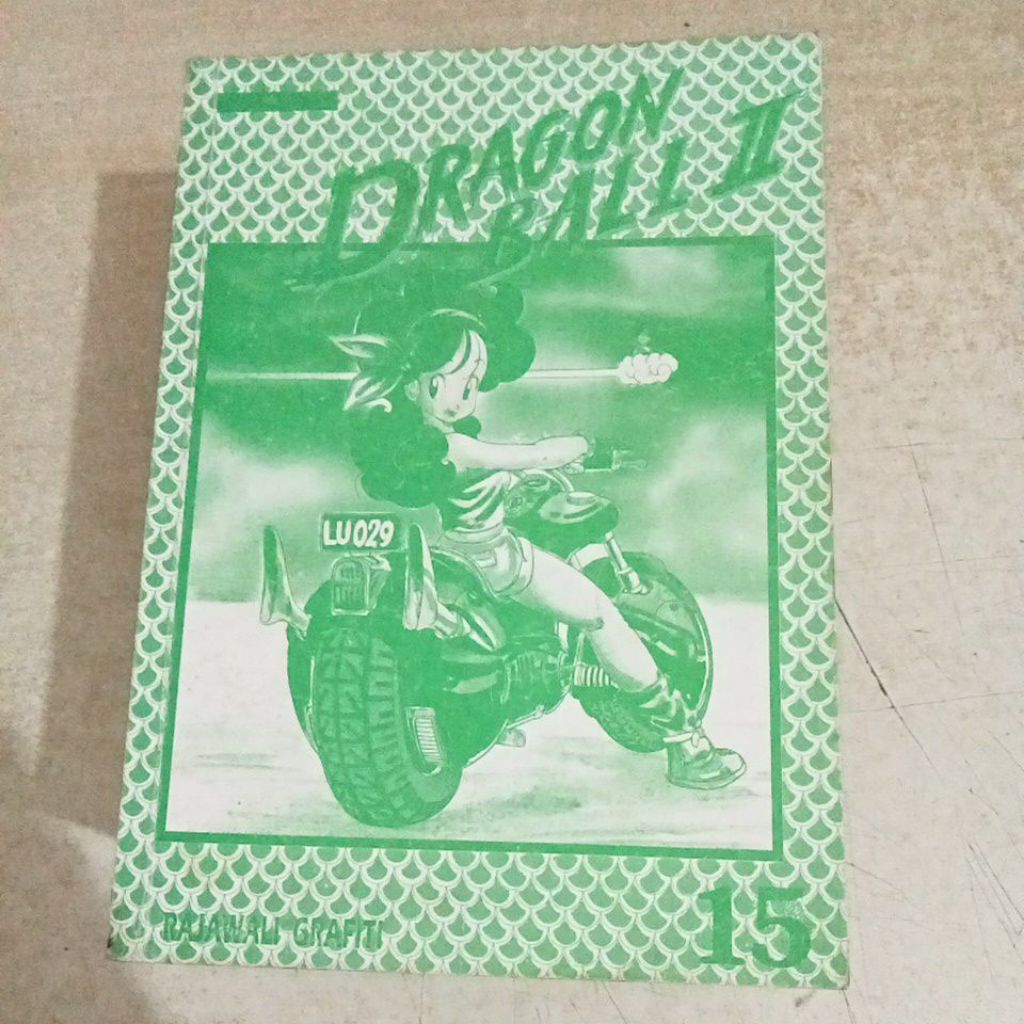 DRAGON
BALL II
LU029
RAJAWALI GRAFITI
15